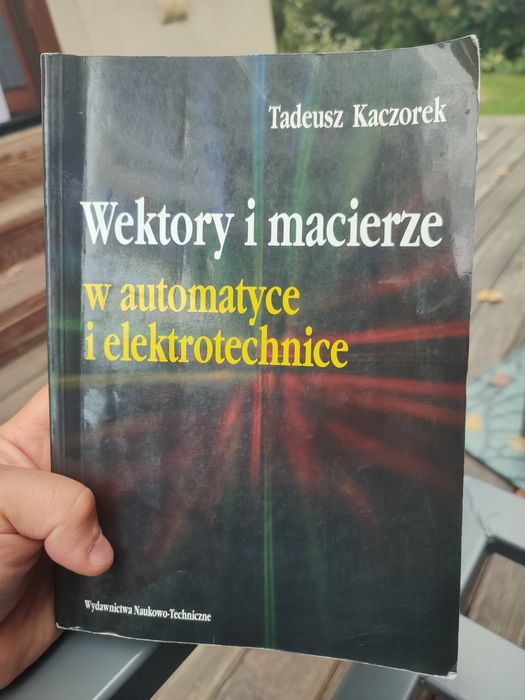 Tadeusz Kaczorek
Wektory i macierze
w automatyce
i elektrotechnice
Wydawnictwa Naukowo-Techniczne